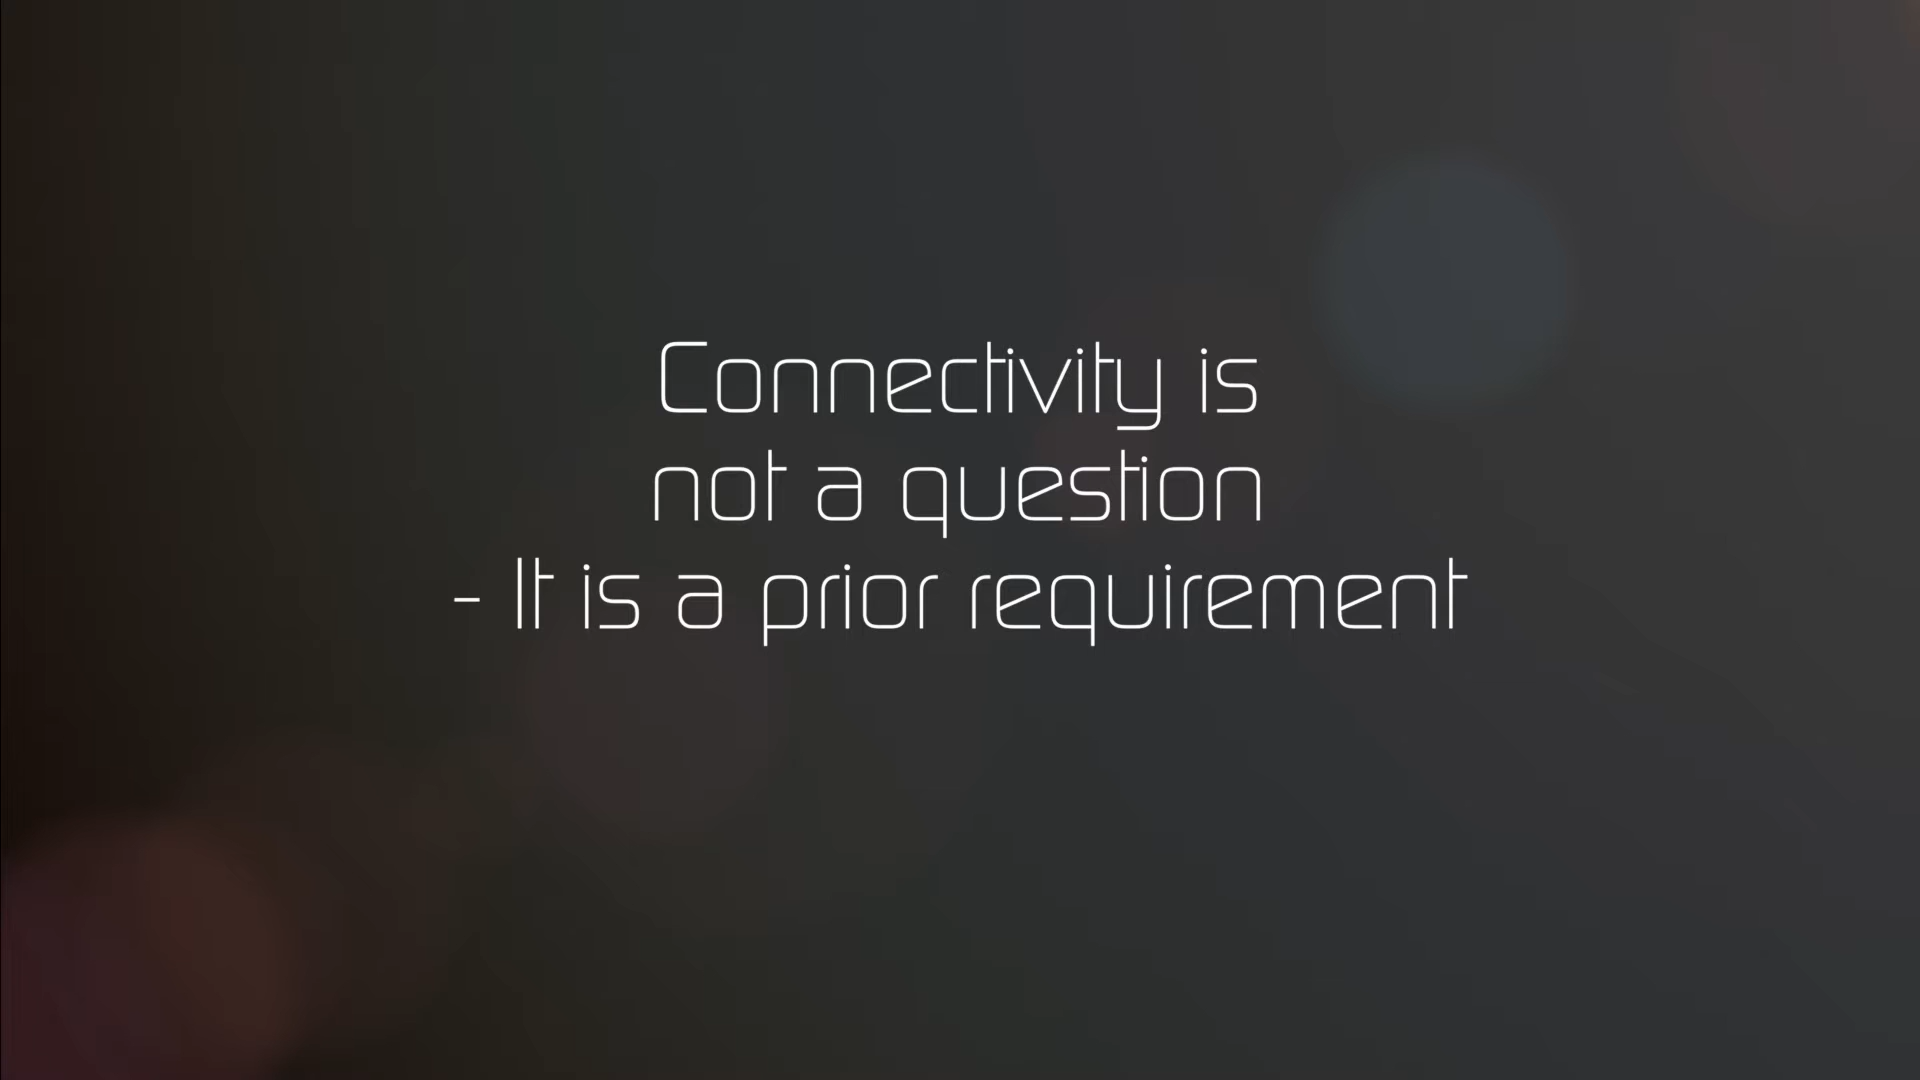 Connectivity is
not a question
- It is a prior requirement